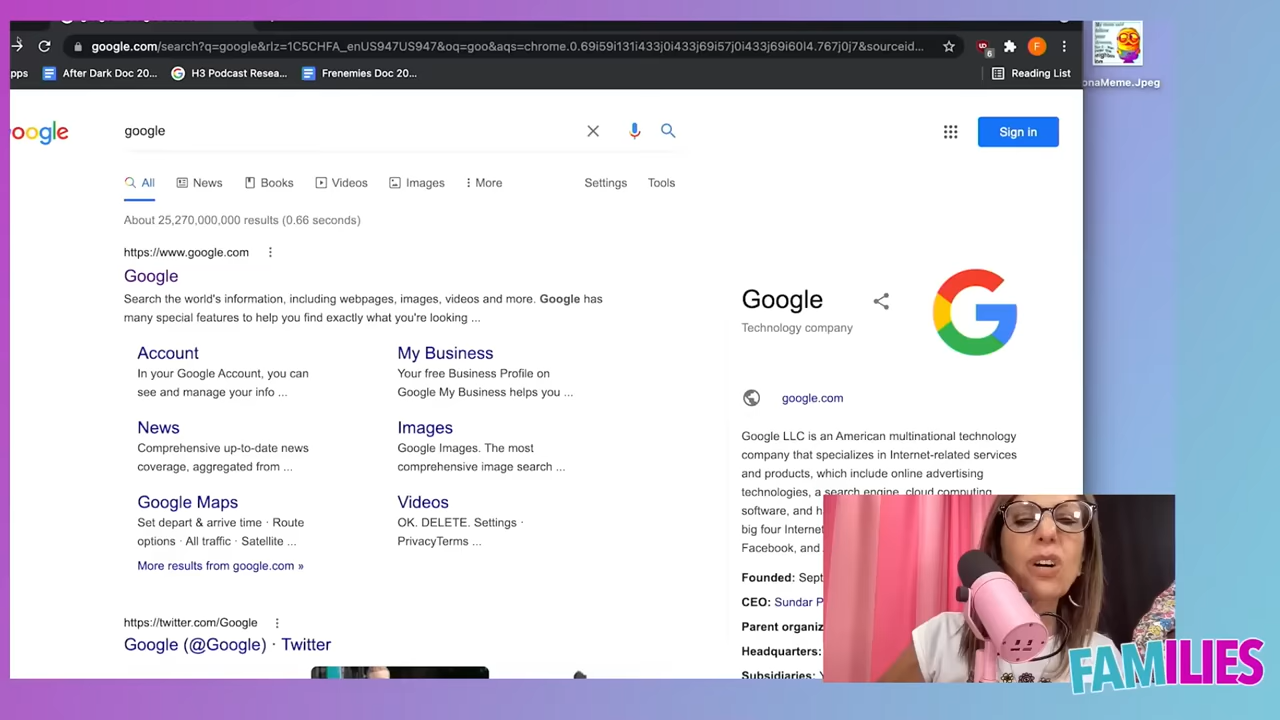 google.com/search?q=google&rlz=1C5CHFA_enUS947US947&oq=goo&aqs=chrome.0.69i59i131i433j0i433j69i57j0i433j69i60l4.767j0j7&sourceid...
6
F
pps
After Dark Doc 20...
H3 Podcast Resea...
Frenemies Doc 20...
Reading List
onaMeme.Jpeg
oogle
google
Sign in
All
News
Books
Videos
Images
More
Settings
Tools
About 25,270,000,000 results (0.66 seconds)
https://www.google.com
Google
Search the world's information, including webpages, images, videos and more. Google has
many special features to help you find exactly what you're looking ...
Account
In your Google Account, you can
see and manage your info ...
My Business
Your free Business Profile on
Google My Business helps you ...
News
Comprehensive up-to-date news
coverage, aggregated from ...
Images
Google Images. The most
comprehensive image search ...
Google Maps
Set depart & arrive time · Route
options · All traffic · Satellite ...
Videos
OK. DELETE. Settings ·
PrivacyTerms ...
More results from google.com »
https://twitter.com/Google
Google (@Google) · Twitter
Google
Technology company
google.com
Google LLC is an American multinational technology
company that specializes in Internet-related services
and products, which include online advertising
technologies, a search engine, cloud computing
software, and h
big four Internet
Facebook, and
Founded: Sept
CEO: Sundar P
Parent organiz
Headquarters:
Subsidiaries: Y
FAMILIES